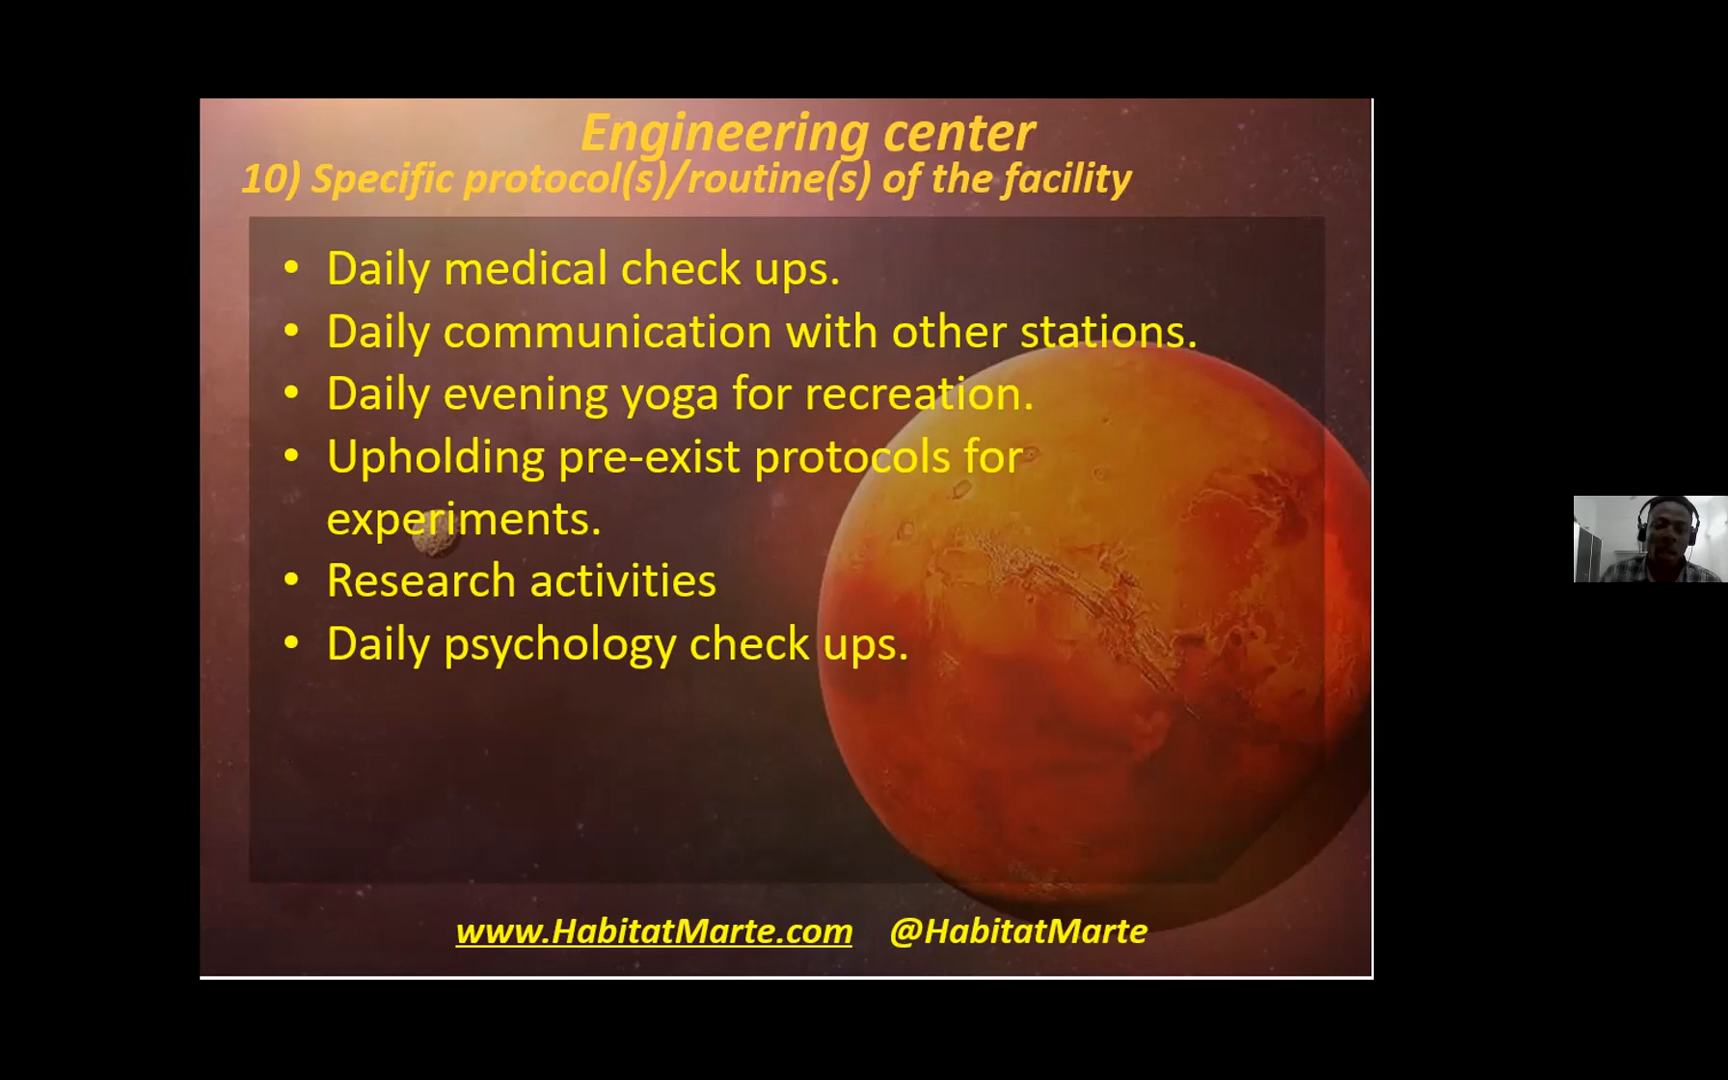 Engineering center
10) Specific protocol(s)/routine(s) of the facility
• Daily medical check ups.
• Daily communication with other stations.
• Daily evening yoga for recreation.
• Upholding pre-exist protocols for
experiments.
• Research activities
• Daily psychology check ups.
www.HabitatMarte.com @HabitatMarte